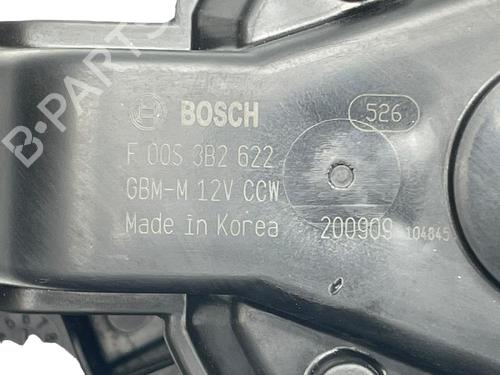 BOSCH 526
F 00S 3B2 622
GBM-M 12V CCW
Made in Korea 200909 104845
B-PARTS